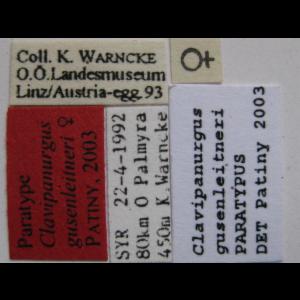 Coll. K. WARNCKE
O.Ö.Landesmuseum
Linz/Austria-egg.93
♀
Paratype
Clavipanurgus
gusenleitneri ♀
PATINY, 2003
SYR 22-4-1992
80km O Palmyra
450m K.Warncke
Clavipanurgus
gusenleitneri
PARATYPUS
DET Patiny 2003